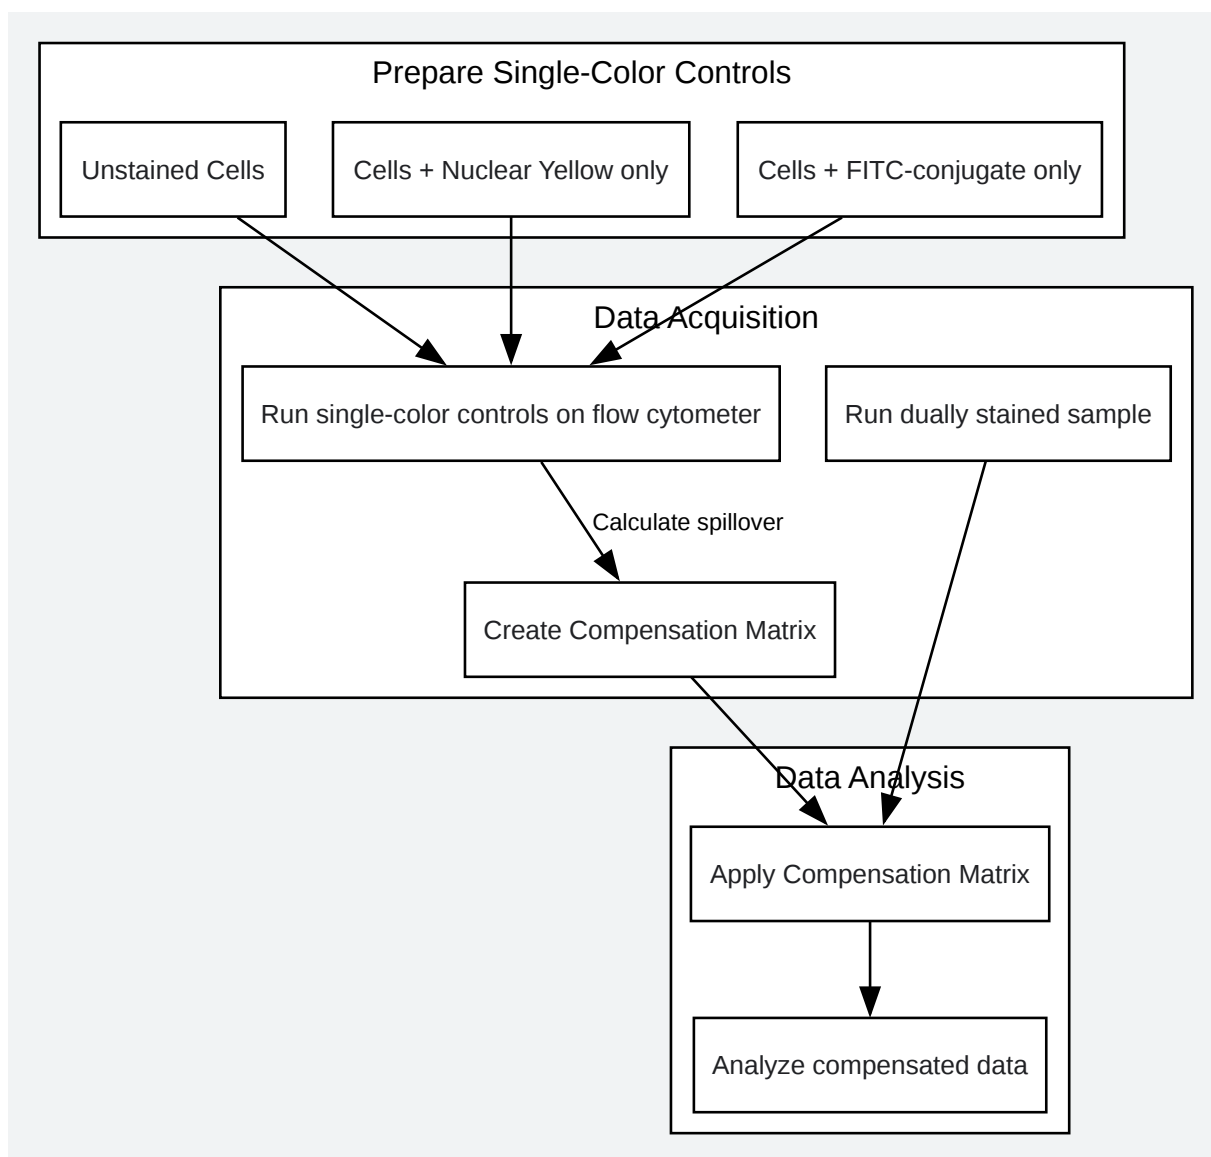 Prepare Single-Color Controls
Unstained Cells
Cells + Nuclear Yellow only
Cells + FITC-conjugate only
Data Acquisition
Run single-color controls on flow cytometer
Run dually stained sample
Calculate spillover
Create Compensation Matrix
Data Analysis
Apply Compensation Matrix
Analyze compensated data